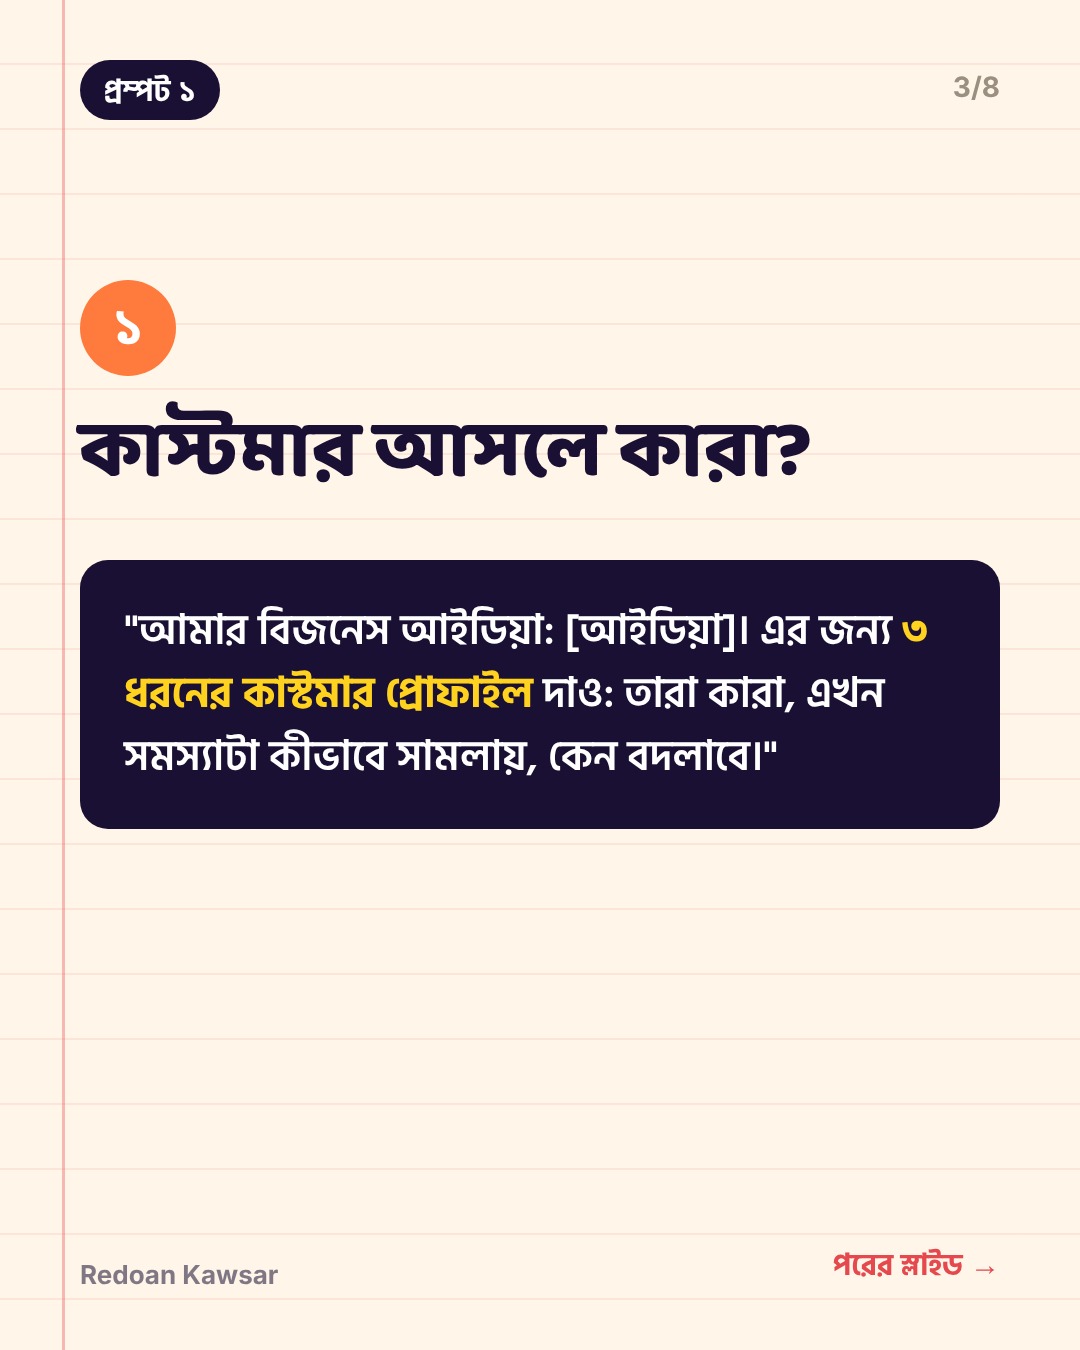 প্রম্পট ১
3/8
১
কাস্টমার আসলে কারা?
"আমার বিজনেস আইডিয়া: [আইডিয়া]। এর জন্য ৩
ধরনের কাস্টমার প্রোফাইল দাও: তারা কারা, এখন
সমস্যাটা কীভাবে সামলায়, কেন বদলাবে।"
Redoan Kawsar
পরের স্লাইড →